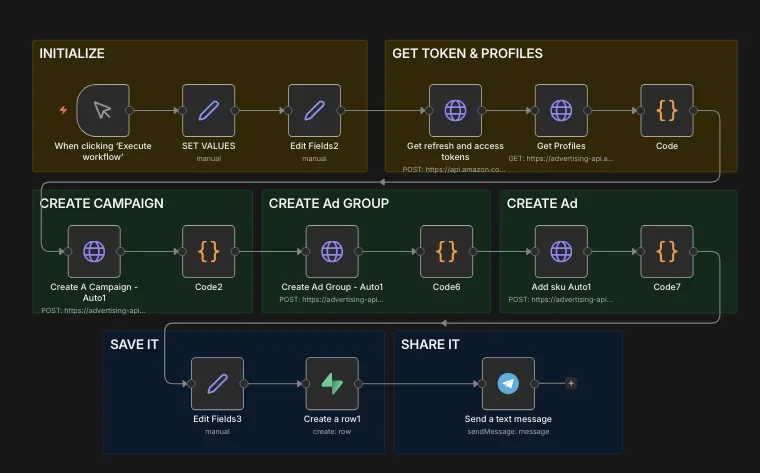 INITIALIZE
When clicking ‘Execute
workflow’
SET VALUES
manual
Edit Fields2
manual
GET TOKEN & PROFILES
Get refresh and access
tokens
POST: https://api.amazon.co...
Get Profiles
GET: https://advertising-api.a...
{}
Code
CREATE CAMPAIGN
Create A Campaign -
Auto1
POST: https://advertising-api...
{}
Code2
CREATE Ad GROUP
Create Ad Group - Auto1
POST: https://advertising-api...
{}
Code6
CREATE Ad
Add sku Auto1
POST: https://advertising-api...
{}
Code7
SAVE IT
Edit Fields3
manual
Create a row1
create: row
SHARE IT
Send a text message
sendMessage: message
+